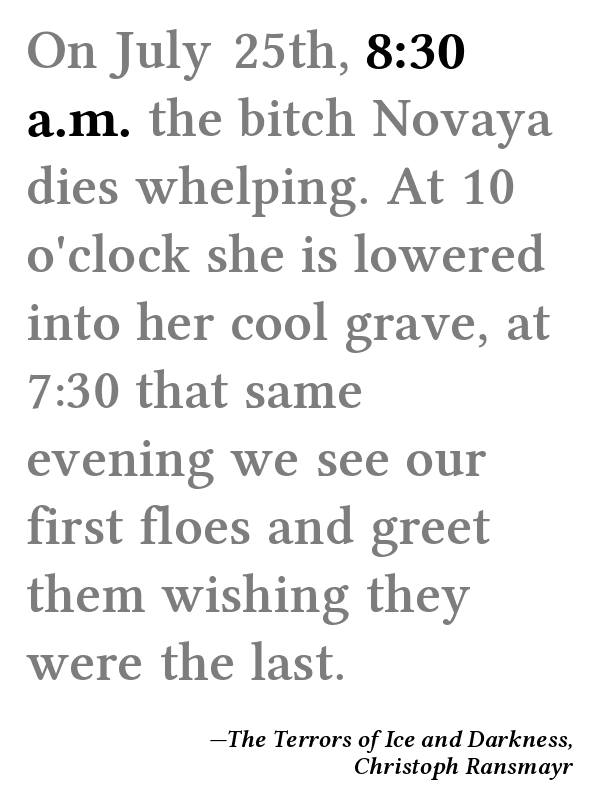 On July 25th, 8:30
a.m. the bitch Novaya
dies whelping. At 10
o'clock she is lowered
into her cool grave, at
7:30 that same
evening we see our
first floes and greet
them wishing they
were the last.
—The Terrors of Ice and Darkness,
Christoph Ransmayr